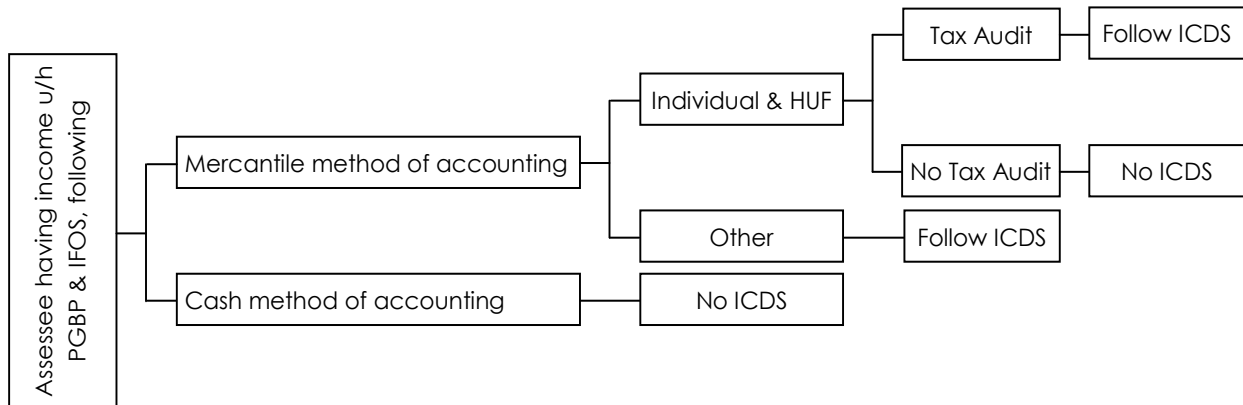 Assessee having income u/h
PGBP & IFOS, following
Mercantile method of accounting
Individual & HUF
Tax Audit
Follow ICDS
No Tax Audit
No ICDS
Other
Follow ICDS
Cash method of accounting
No ICDS